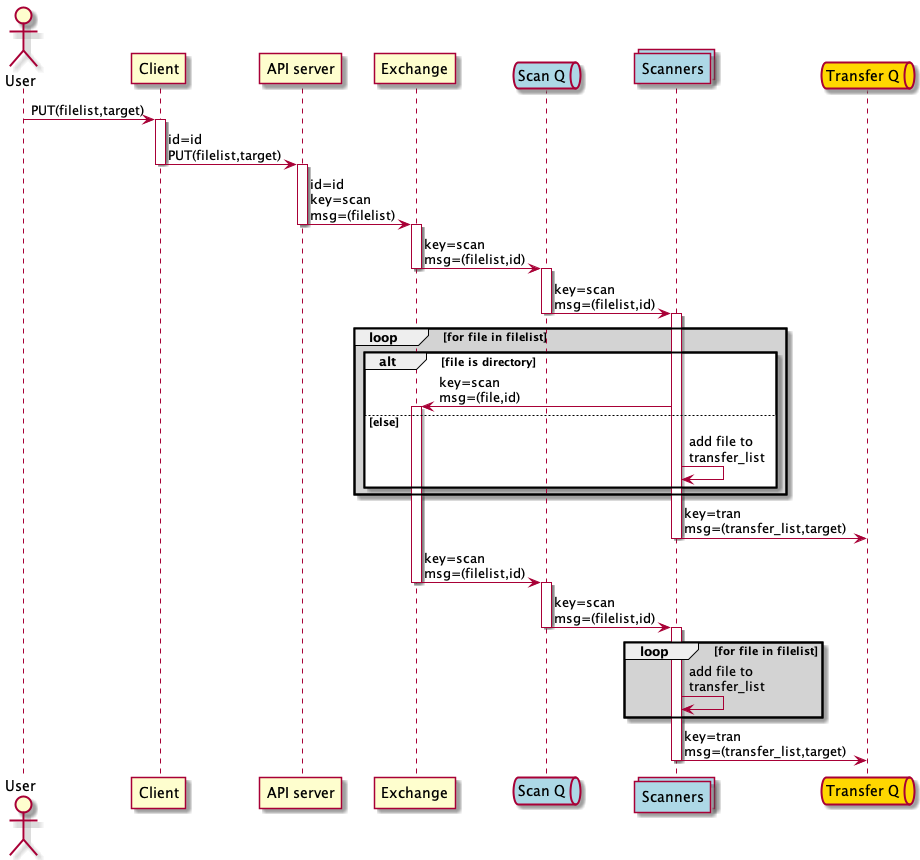 User
Client
API server
Exchange
Scan Q
Scanners
Transfer Q
PUT(filelist,target)
id=id
PUT(filelist,target)
id=id
key=scan
msg=(filelist)
key=scan
msg=(filelist,id)
key=scan
msg=(filelist,id)
loop [for file in filelist]
alt [file is directory]
key=scan
msg=(file,id)
[else]
add file to
transfer_list
key=tran
msg=(transfer_list,target)
key=scan
msg=(filelist,id)
key=scan
msg=(filelist,id)
loop [for file in filelist]
add file to
transfer_list
key=tran
msg=(transfer_list,target)
User
Client
API server
Exchange
Scan Q
Scanners
Transfer Q